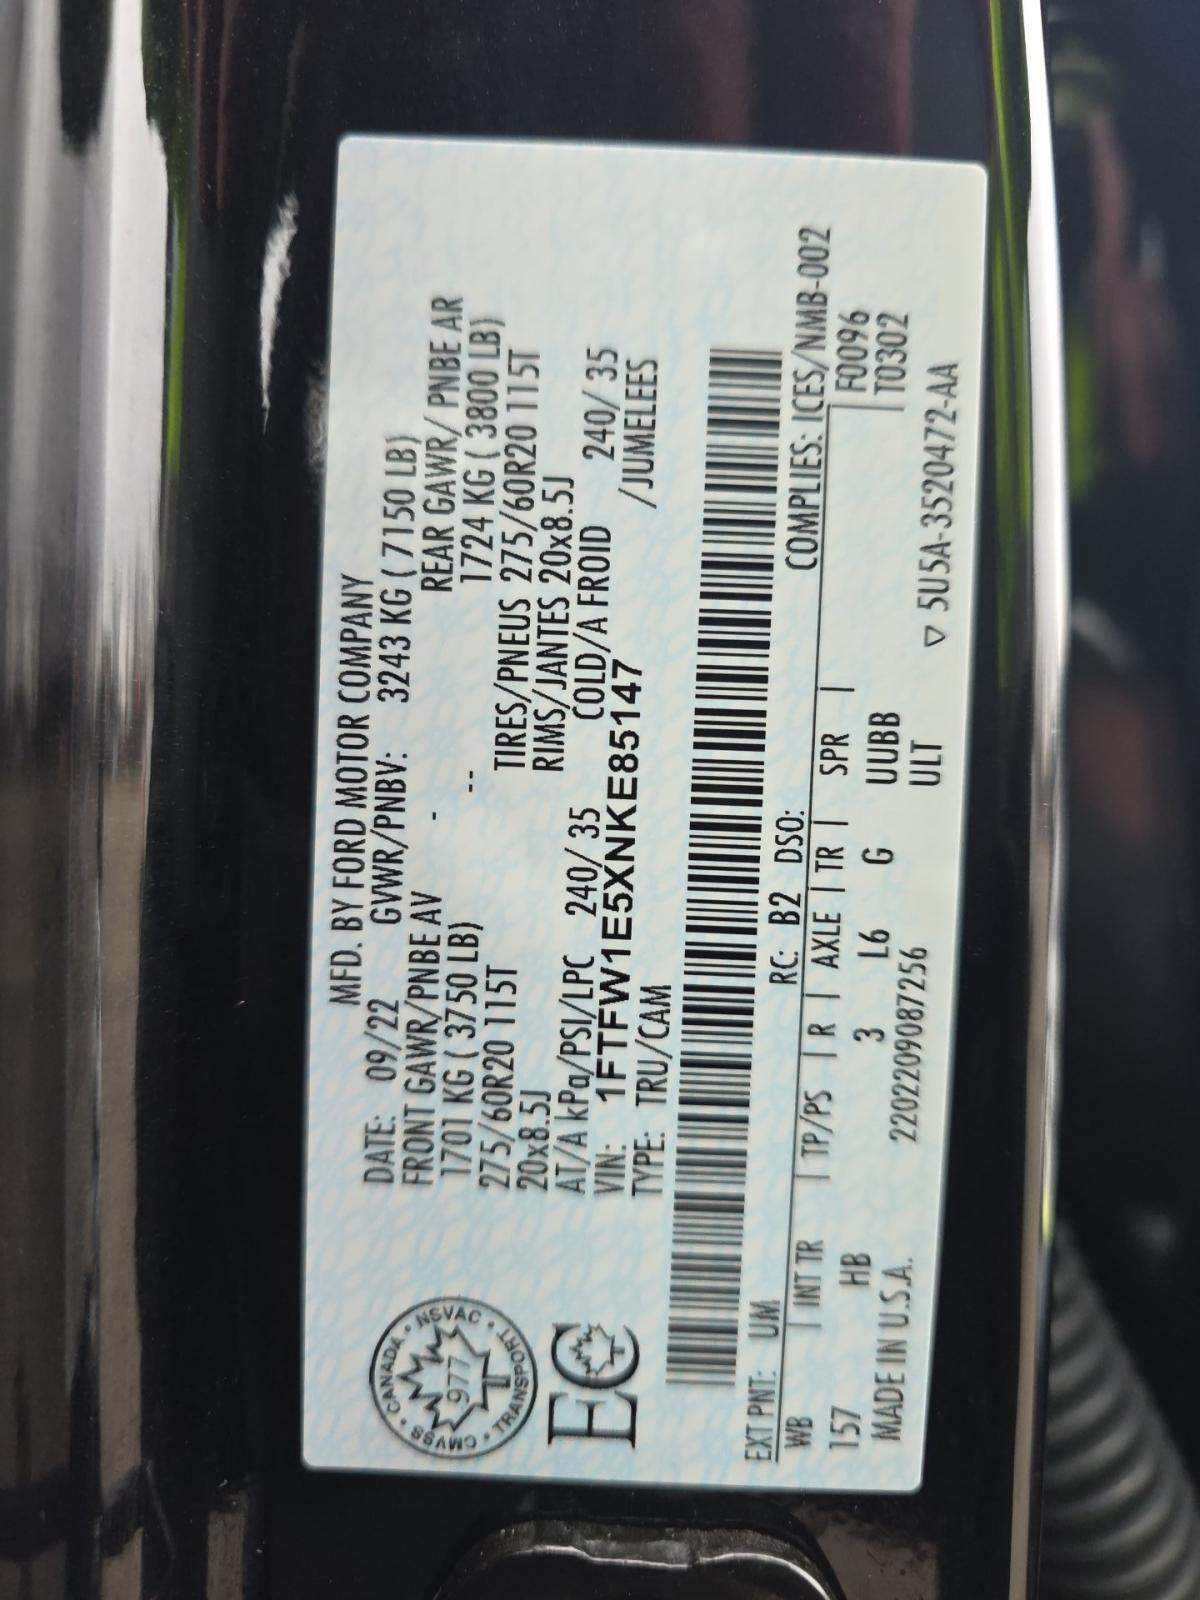 MFD. BY FORD MOTOR COMPANY
DATE: 09/22 GVWR/PNBV: 3243 KG ( 7150 LB)
FRONT GAWR/PNBE AV - REAR GAWR/ PNBE AR
1701 KG ( 3750 LB) -- 1724 KG ( 3800 LB)
275/60R20 115T TIRES/PNEUS 275/60R20 115T
20x8.5J RIMS/JANTES 20x8.5J
AT/A kPa/PSI/LPC 240/ 35 COLD/A FROID 240/ 35
VIN: 1FTFW1E5XNKE85147 /JUMELEES
TYPE: TRU/CAM
CMVSS • CANADA • NSVAC • TRANSPORT •
977
EC
EXT PNT: UM RC: B2 DSO: COMPLIES: ICES/NMB-002
WB | INT TR | TP/PS | R | AXLE | TR | SPR | F0096
157 HB 3 L6 G UUBB | T0302
ULT
MADE IN U.S.A. 220220908​7256 ▽ 5U5A-3520472-AA